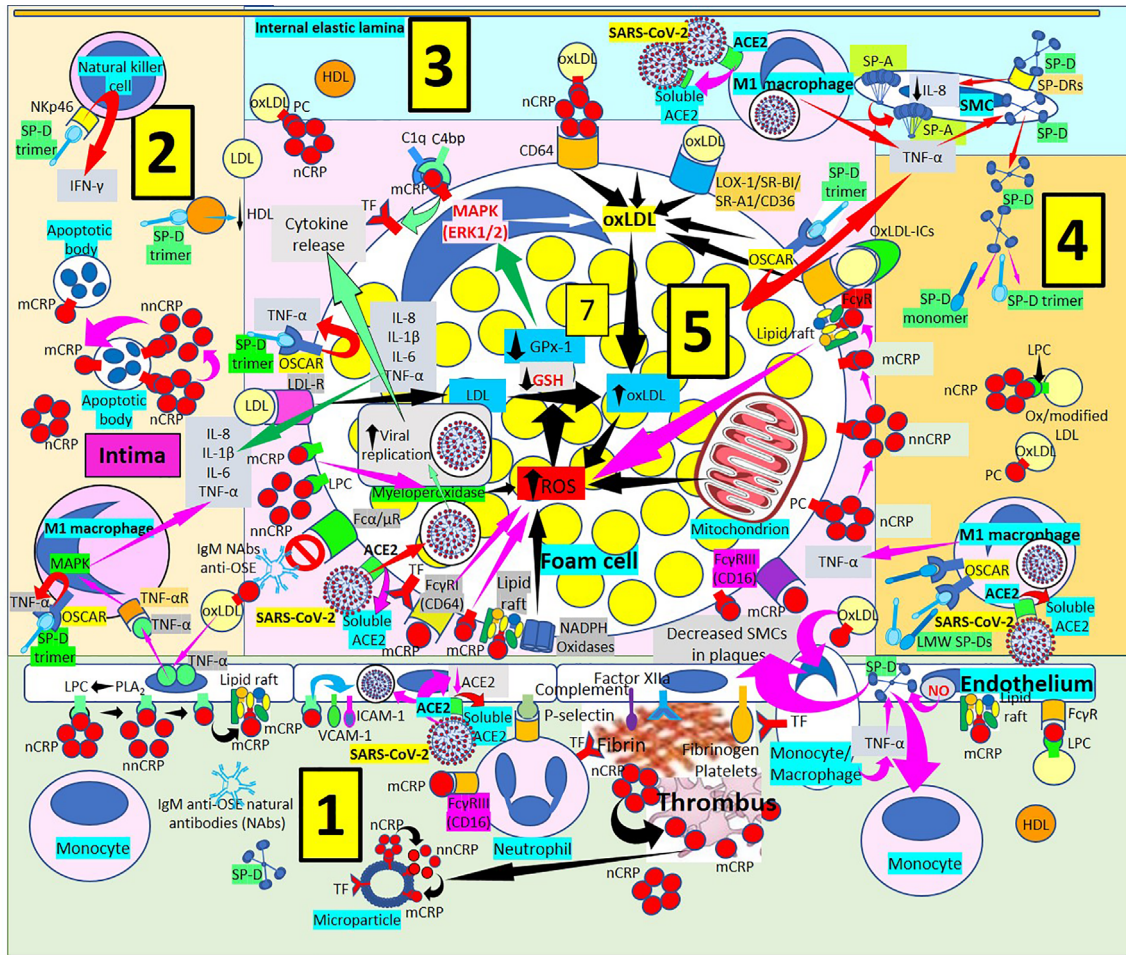 Internal elastic lamina
3
SARS-CoV-2
ACE2
Soluble
ACE2
M1 macrophage
SP-A
IL-8
SMC
SP-A
SP-D
SP-DRs
SP-D
TNF-α
Natural killer
cell
NKp46
SP-D
trimer
IFN-γ
2
HDL
oxLDL
PC
nCRP
LDL
HDL
SP-D
trimer
C1q
C4bp
mCRP
TF
Cytokine
release
MAPK
(ERK1/2)
oxLDL
nCRP
CD64
oxLDL
LOX-1/SR-BI/
SR-A1/CD36
oxLDL
SP-D
trimer
OSCAR
OxLDL-ICs
FcγR
Lipid raft
SP-D
SP-D
monomer
SP-D trimer
4
Apoptotic
body
mCRP
nnCRP
mCRP
Apoptotic
body
nCRP
nCRP
TNF-α
SP-D
trimer
OSCAR
LDL-R
LDL
IL-8
IL-1β
IL-6
TNF-α
7
5
GPx-1
GSH
LDL
oxLDL
Viral
replication
Myeloperoxidase
ROS
Mitochondrion
Foam cell
mCRP
nnCRP
PC
nCRP
LPC
nCRP
Ox/modified
LDL
OxLDL
PC
Intima
IL-8
IL-1β
IL-6
TNF-α
mCRP
LPC
nnCRP
Fcα/μR
IgM NAbs
anti-OSE
M1 macrophage
MAPK
TNF-α
OSCAR
TNF-αR
TNF-α
SP-D
trimer
oxLDL
TNF-α
SARS-CoV-2
ACE2
Soluble
ACE2
TF
FcγRI
(CD64)
mCRP
Lipid
raft
mCRP
NADPH
Oxidases
FcγRIII
(CD16)
mCRP
Decreased SMCs
in plaques
OxLDL
TNF-α
M1 macrophage
OSCAR
ACE2
SARS-CoV-2
Soluble
ACE2
LMW SP-Ds
LPC
PLA2
Lipid raft
nCRP
nnCRP
mCRP
ICAM-1
VCAM-1
ACE2
ACE2
Soluble
ACE2
SARS-CoV-2
Complement
P-selectin
Factor XIIa
TF
Fibrin
Fibrinogen
Platelets
TF
Monocyte/
Macrophage
SP-D
NO
TNF-α
Endothelium
Lipid
raft
mCRP
FcγR
LPC
Monocyte
IgM anti-OSE natural
antibodies (NAbs)
SP-D
1
mCRP
FcγRIII
(CD16)
Neutrophil
nCRP
nnCRP
TF
mCRP
Microparticle
nCRP
Thrombus
mCRP
nCRP
Monocyte
HDL